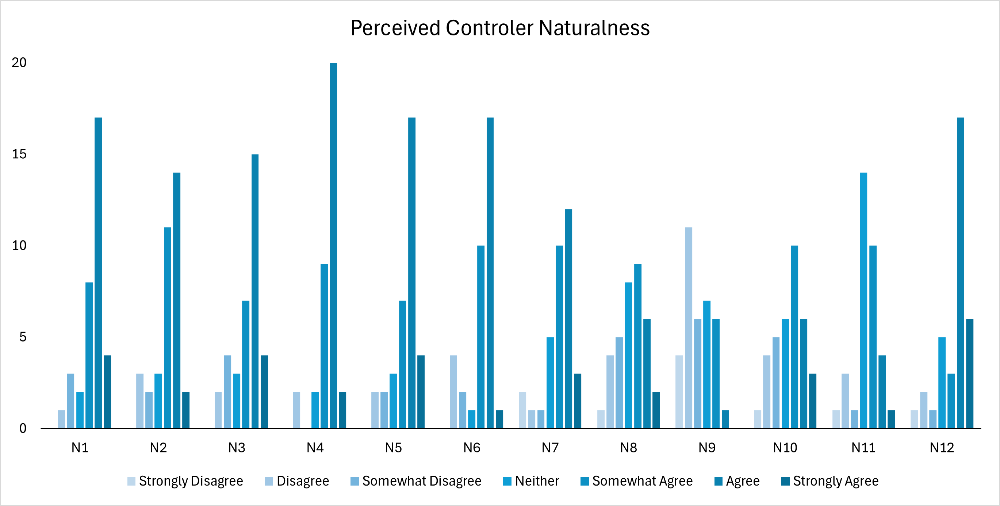 Perceived Controler Naturalness
20
15
10
5
0
N1 N2 N3 N4 N5 N6 N7 N8 N9 N10 N11 N12
Strongly Disagree Disagree Somewhat Disagree Neither Somewhat Agree Agree Strongly Agree